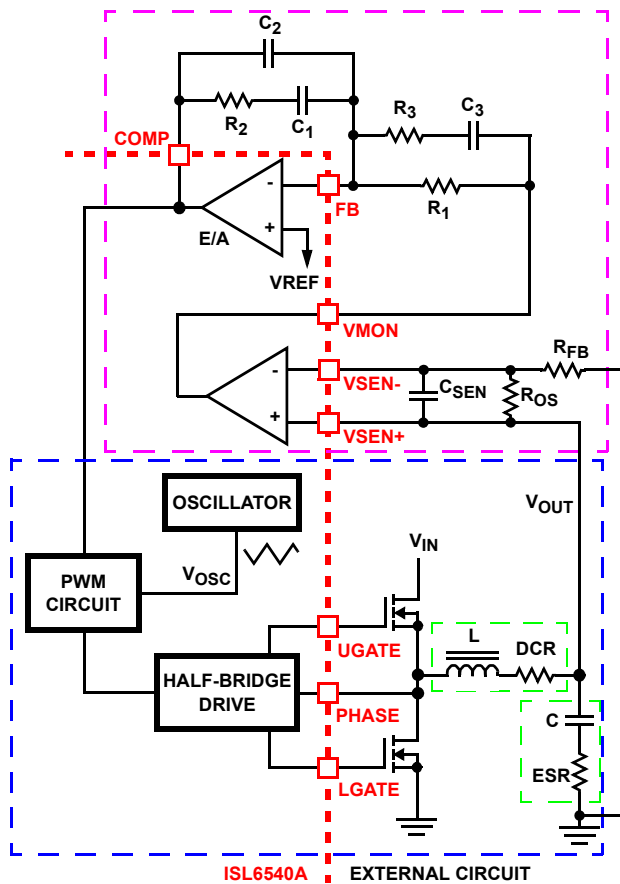 C2
R2
C1
R3
C3
COMP
-
FB
R1
+
E/A
VREF
VMON
-
VSEN-
CSEN
RFB
ROS
+
VSEN+
OSCILLATOR
VOUT
VIN
VOSC
PWM
CIRCUIT
UGATE
L
DCR
HALF-BRIDGE
DRIVE
PHASE
C
LGATE
ESR
ISL6540A
EXTERNAL CIRCUIT